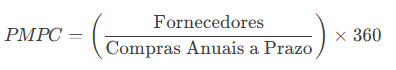 PMPC = (Fornecedores / Compras Anuais a Prazo) × 360